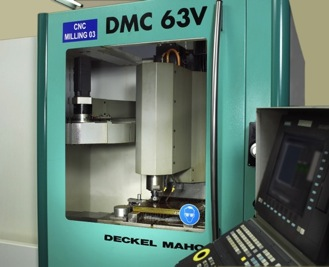 CNC
MILLING 03
DMC 63V
DECKEL MAHO